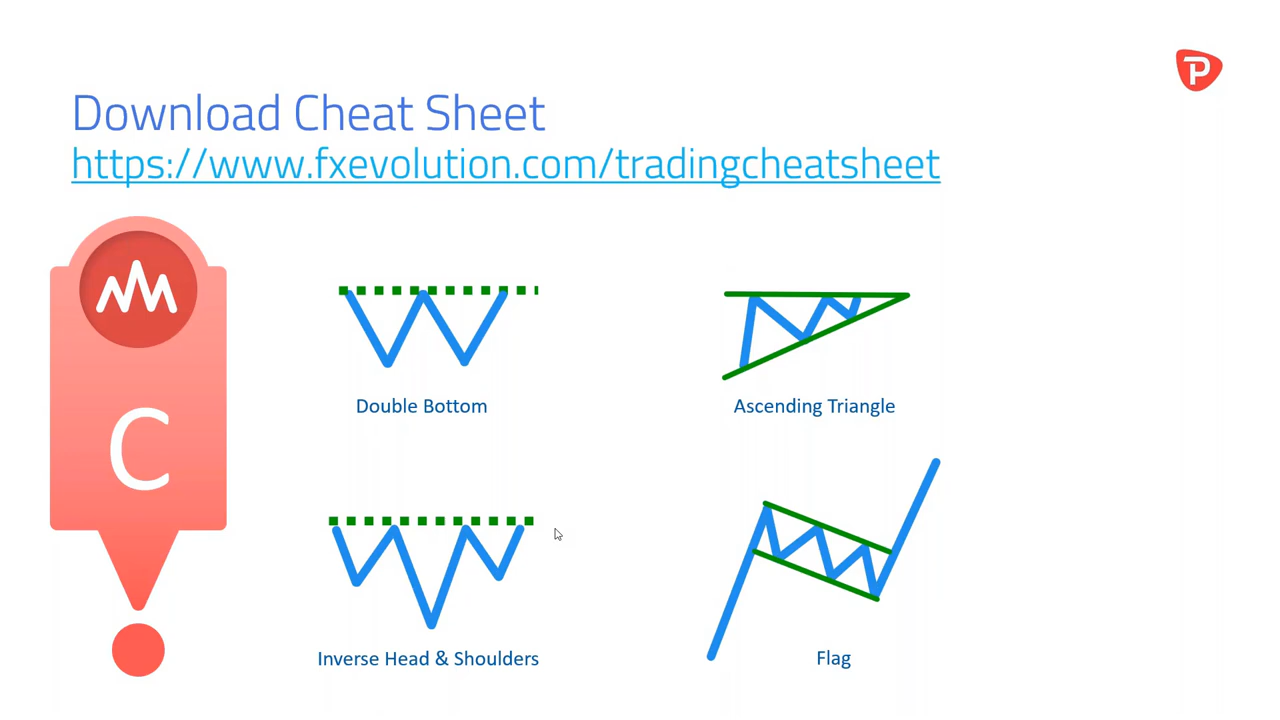 Download Cheat Sheet
https://www.fxevolution.com/tradingcheatsheet
P
C
Double Bottom
Ascending Triangle
Inverse Head & Shoulders
Flag